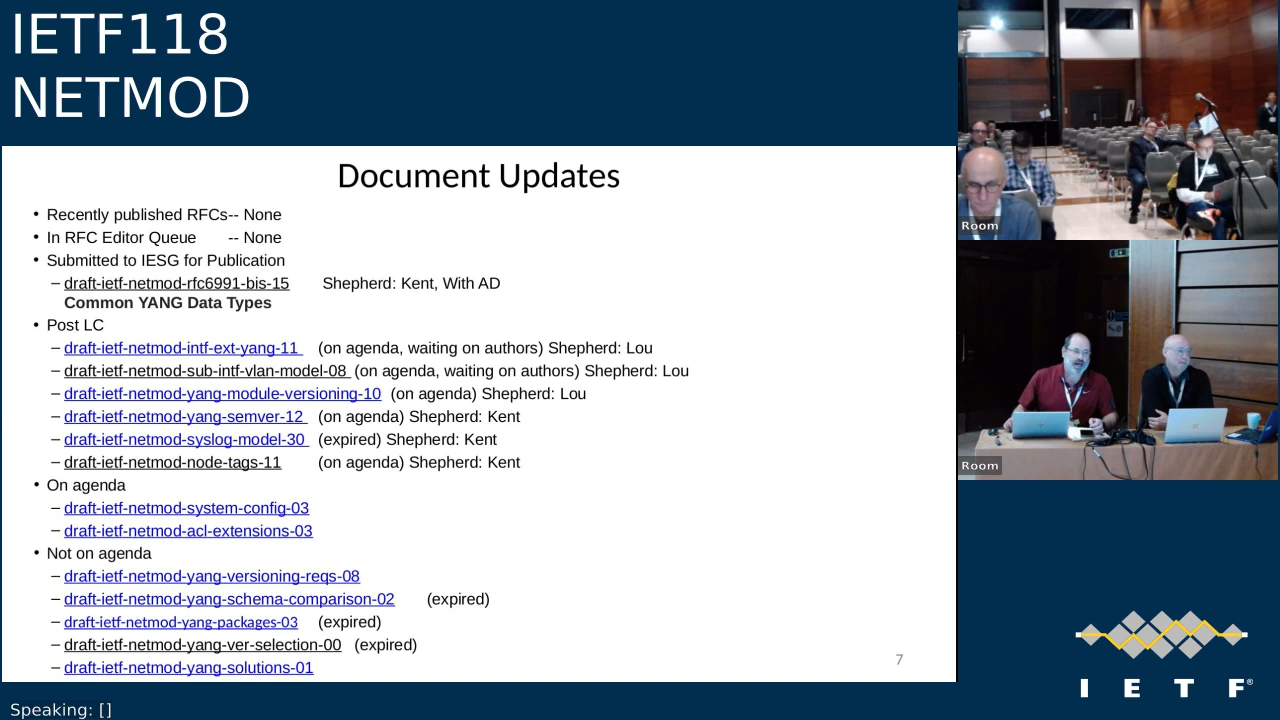 IETF118
NETMOD
Document Updates
• Recently published RFCs-- None
• In RFC Editor Queue -- None
• Submitted to IESG for Publication
– draft-ietf-netmod-rfc6991-bis-15 Shepherd: Kent, With AD
Common YANG Data Types
• Post LC
– draft-ietf-netmod-intf-ext-yang-11 (on agenda, waiting on authors) Shepherd: Lou
– draft-ietf-netmod-sub-intf-vlan-model-08 (on agenda, waiting on authors) Shepherd: Lou
– draft-ietf-netmod-yang-module-versioning-10 (on agenda) Shepherd: Lou
– draft-ietf-netmod-yang-semver-12 (on agenda) Shepherd: Kent
– draft-ietf-netmod-syslog-model-30 (expired) Shepherd: Kent
– draft-ietf-netmod-node-tags-11 (on agenda) Shepherd: Kent
• On agenda
– draft-ietf-netmod-system-config-03
– draft-ietf-netmod-acl-extensions-03
• Not on agenda
– draft-ietf-netmod-yang-versioning-reqs-08
– draft-ietf-netmod-yang-schema-comparison-02 (expired)
– draft-ietf-netmod-yang-packages-03 (expired)
– draft-ietf-netmod-yang-ver-selection-00 (expired)
– draft-ietf-netmod-yang-solutions-01
7
Room
Room
I E T F®
Speaking: []